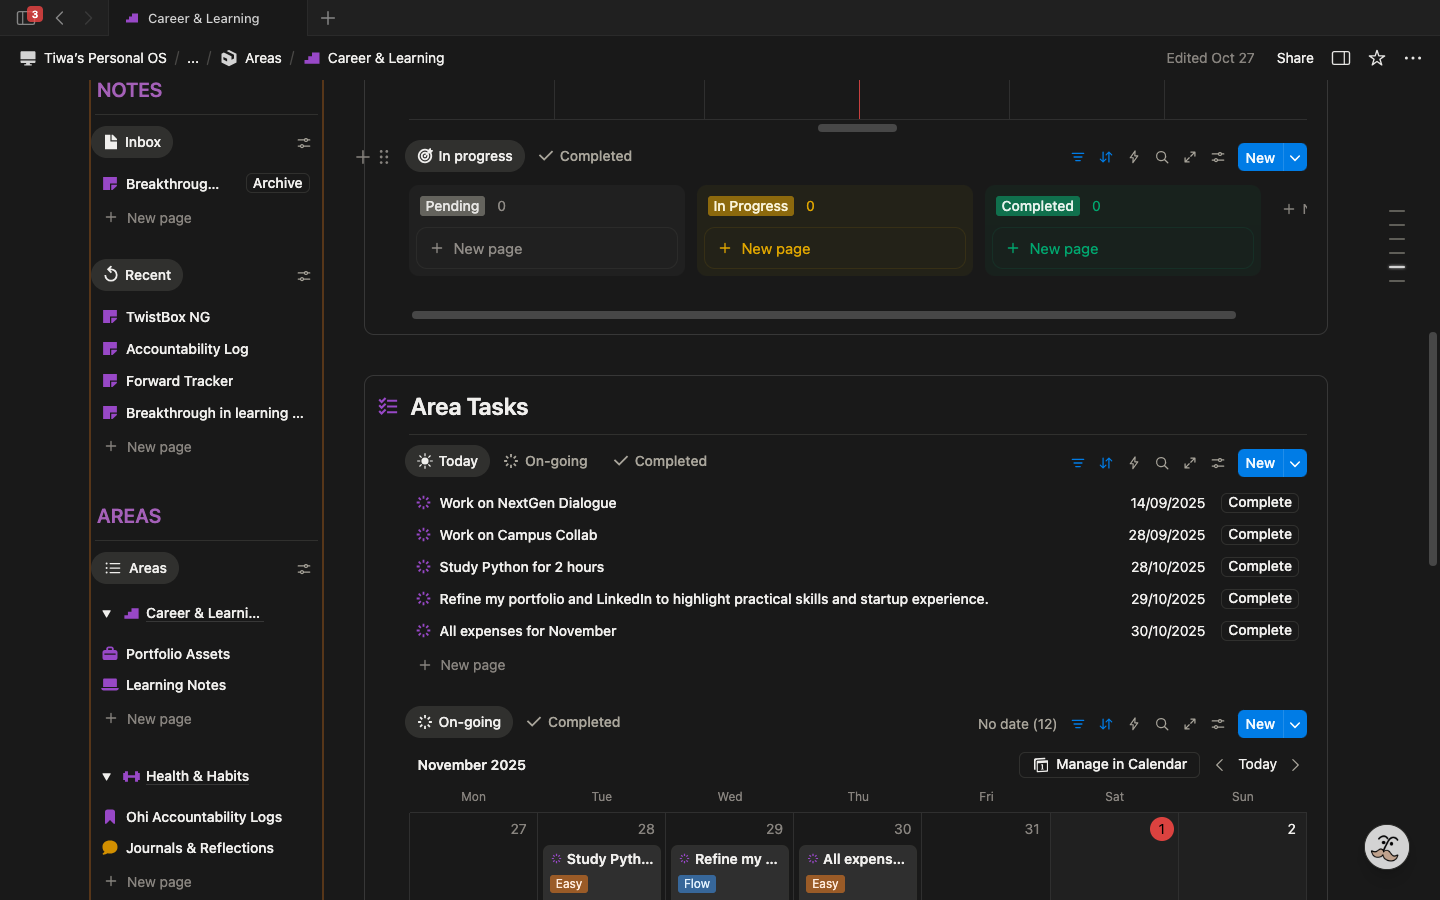 3
Career & Learning
Tiwa's Personal OS / ... / Areas / Career & Learning
Edited Oct 27
Share
NOTES
Inbox
Breakthroug...
Archive
New page
Recent
TwistBox NG
Accountability Log
Forward Tracker
Breakthrough in learning ...
New page
AREAS
Areas
Career & Learni...
Portfolio Assets
Learning Notes
New page
Health & Habits
Ohi Accountability Logs
Journals & Reflections
New page
In progress
Completed
New
Pending 0
In Progress 0
Completed 0
New page
New page
New page
Area Tasks
Today
On-going
Completed
New
Work on NextGen Dialogue 14/09/2025 Complete
Work on Campus Collab 28/09/2025 Complete
Study Python for 2 hours 28/10/2025 Complete
Refine my portfolio and LinkedIn to highlight practical skills and startup experience. 29/10/2025 Complete
All expenses for November 30/10/2025 Complete
New page
On-going
Completed
No date (12)
New
November 2025
Manage in Calendar
Today
Mon Tue Wed Thu Fri Sat Sun
27 28 29 30 31 1 2
Study Pyth... Refine my ... All expens...
Easy Flow Easy